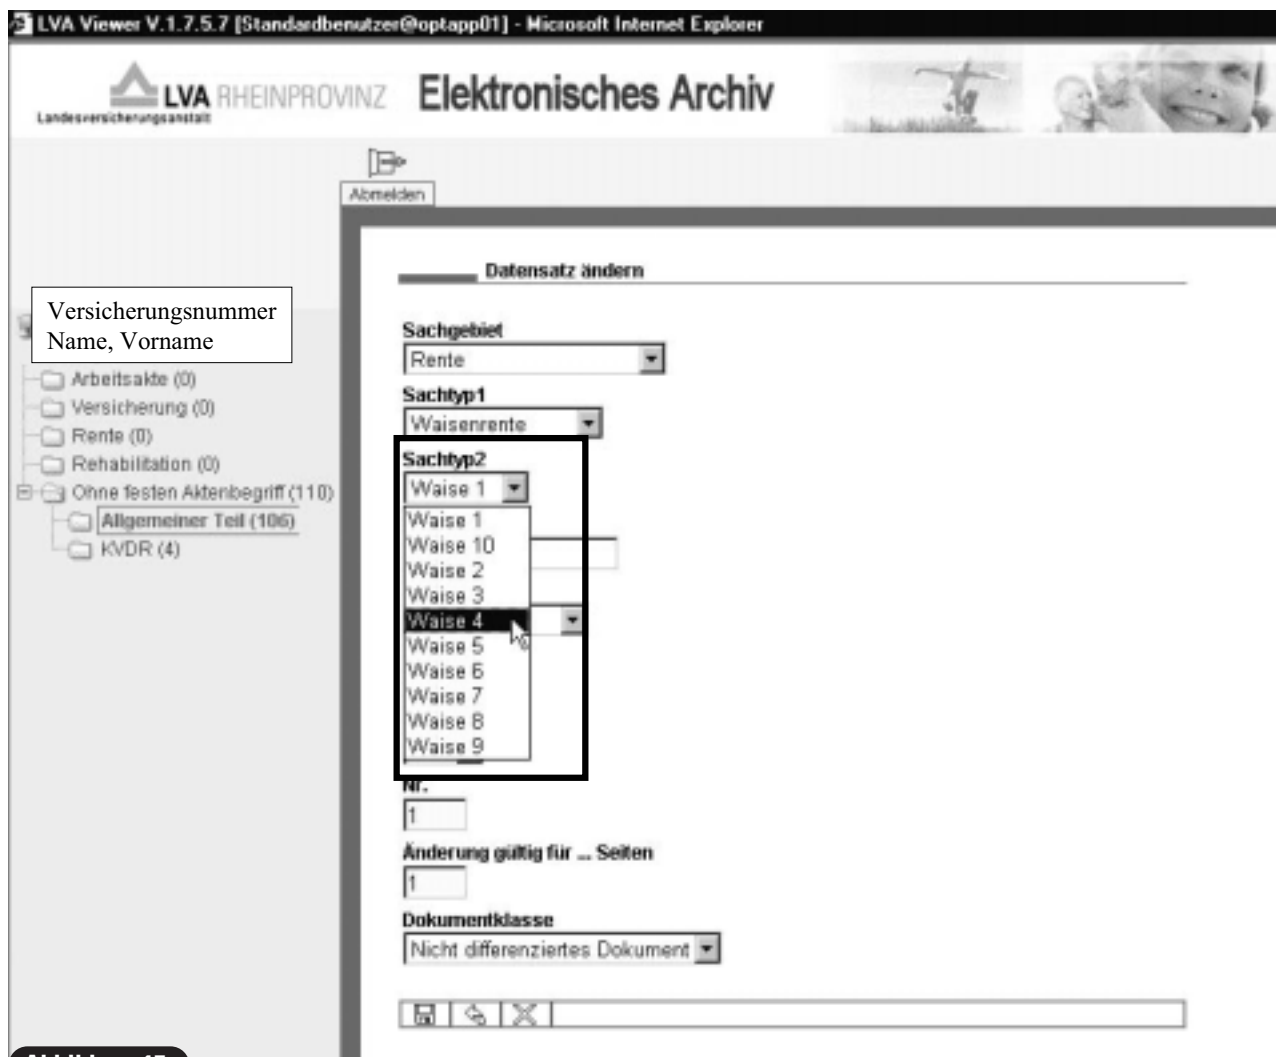 LVA Viewer V.1.7.5.7 [Standardbenutzer@optapp01] - Microsoft Internet Explorer
LVA RHEINPROVINZ
Landesversicherungsanstalt
Elektronisches Archiv
Abmelden
Datensatz ändern
Versicherungsnummer
Name, Vorname
Arbeitsakte (0)
Versicherung (0)
Rente (0)
Rehabilitation (0)
Ohne festen Aktenbegriff (110)
Allgemeiner Teil (106)
KVDR (4)
Sachgebiet
Rente
Sachtyp1
Waisenrente
Sachtyp2
Waise 1
Waise 1
Waise 10
Waise 2
Waise 3
Waise 4
Waise 5
Waise 6
Waise 7
Waise 8
Waise 9
Nr.
1
Änderung gültig für ... Seiten
1
Dokumentklasse
Nicht differenziertes Dokument